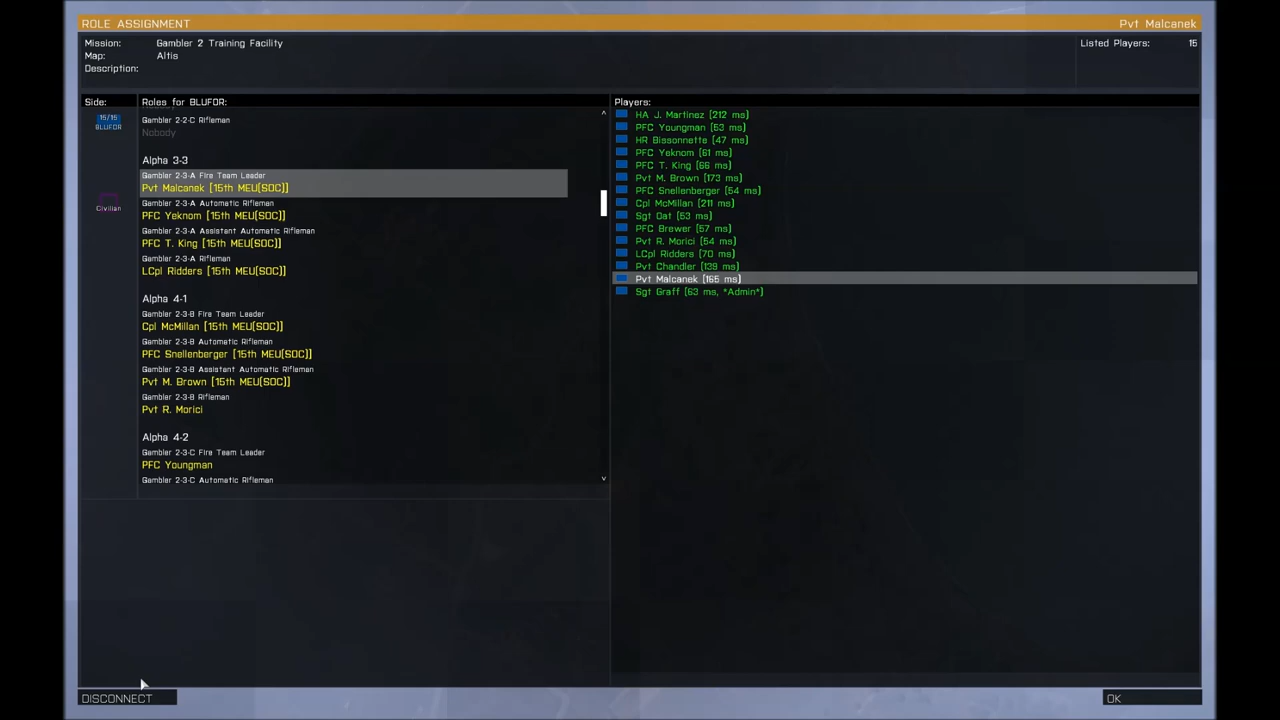 ROLE ASSIGNMENT
Pvt Malcanek
Mission: Gambler 2 Training Facility
Map: Altis
Description:
Listed Players: 15
Side:
Roles for BLUFOR:
Players:
15/15
BLUFOR
Civilian
Nobody
Gambler 2-2-C Rifleman
Nobody
Alpha 3-3
Gambler 2-3-A Fire Team Leader
Pvt Malcanek [15th MEU(SOC)]
Gambler 2-3-A Automatic Rifleman
PFC Yeknom [15th MEU(SOC)]
Gambler 2-3-A Assistant Automatic Rifleman
PFC T. King [15th MEU(SOC)]
Gambler 2-3-A Rifleman
LCpl Ridders [15th MEU(SOC)]
Alpha 4-1
Gambler 2-3-B Fire Team Leader
Cpl McMillan [15th MEU(SOC)]
Gambler 2-3-B Automatic Rifleman
PFC Snellenberger [15th MEU(SOC)]
Gambler 2-3-B Assistant Automatic Rifleman
Pvt M. Brown [15th MEU(SOC)]
Gambler 2-3-B Rifleman
Pvt R. Morici
Alpha 4-2
Gambler 2-3-C Fire Team Leader
PFC Youngman
Gambler 2-3-C Automatic Rifleman
HA J. Martinez (212 ms)
PFC Youngman (53 ms)
HR Bissonnette (47 ms)
PFC Yeknom (61 ms)
PFC T. King (66 ms)
Pvt M. Brown (173 ms)
PFC Snellenberger (54 ms)
Cpl McMillan (211 ms)
Sgt Oat (53 ms)
PFC Brewer (57 ms)
Pvt R. Morici (54 ms)
LCpl Ridders (70 ms)
Pvt Chandler (139 ms)
Pvt Malcanek (165 ms)
Sgt Graff (63 ms, *Admin*)
DISCONNECT
OK